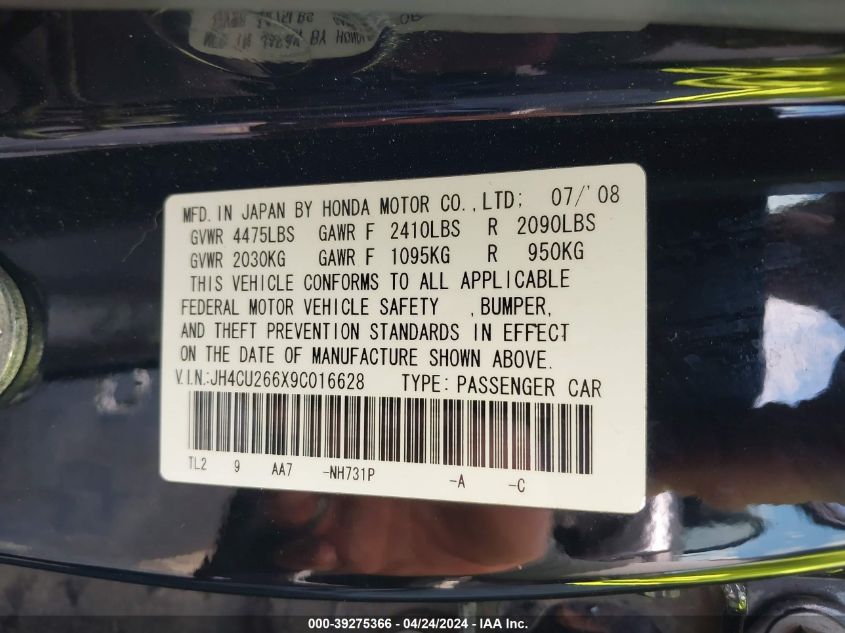 MFD. IN JAPAN BY HONDA MOTOR CO., LTD; 07/'08
GVWR 4475LBS GAWR F 2410LBS R 2090LBS
GVWR 2030KG GAWR F 1095KG R 950KG
THIS VEHICLE CONFORMS TO ALL APPLICABLE
FEDERAL MOTOR VEHICLE SAFETY , BUMPER,
AND THEFT PREVENTION STANDARDS IN EFFECT
ON THE DATE OF MANUFACTURE SHOWN ABOVE.
V.I.N.:JH4CU266X9C016628 TYPE: PASSENGER CAR
TL2 9 AA7 -NH731P -A -C
000-39275366 - 04/24/2024 - IAA Inc.